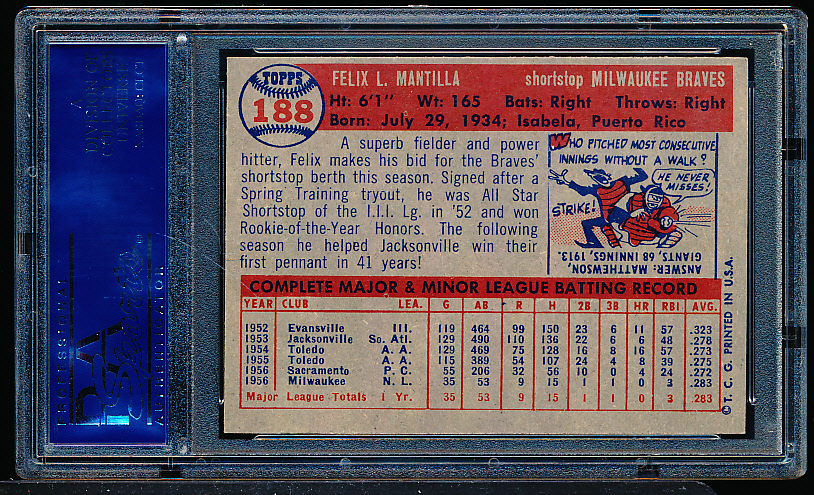 TOPPS
188
FELIX L. MANTILLA shortstop MILWAUKEE BRAVES
Ht: 6'1" Wt: 165 Bats: Right Throws: Right
Born: July 29, 1934; Isabela, Puerto Rico
A superb fielder and power
hitter, Felix makes his bid for the Braves'
shortstop berth this season. Signed after a
Spring Training tryout, he was All Star
Shortstop of the I.I.I. Lg. in '52 and won
Rookie-of-the-Year Honors. The following
season he helped Jacksonville win their
first pennant in 41 years!
WHO PITCHED MOST CONSECUTIVE
INNINGS WITHOUT A WALK?
HE NEVER
MISSES!
STRIKE!
ANSWER: MATTHEWSON,
GIANTS, 68 INNINGS, 1913.
COMPLETE MAJOR & MINOR LEAGUE BATTING RECORD
YEAR CLUB LEA. G AB R H 2B 3B HR RBI AVG.
1952 Evansville III. 119 464 99 150 23 6 11 57 .323
1953 Jacksonville So. Atl. 129 490 110 136 22 6 6 48 .278
1954 Toledo A. A. 129 469 75 128 16 8 16 57 .273
1955 Toledo A. A. 115 389 54 107 24 4 8 39 .275
1956 Sacramento P. C. 55 206 32 56 10 0 4 24 .272
1956 Milwaukee N. L. 35 53 9 15 1 1 0 3 .283
Major League Totals 1 Yr. 35 53 9 15 1 1 0 3 .283
© T. C. G. PRINTED IN U.S.A.
PSA